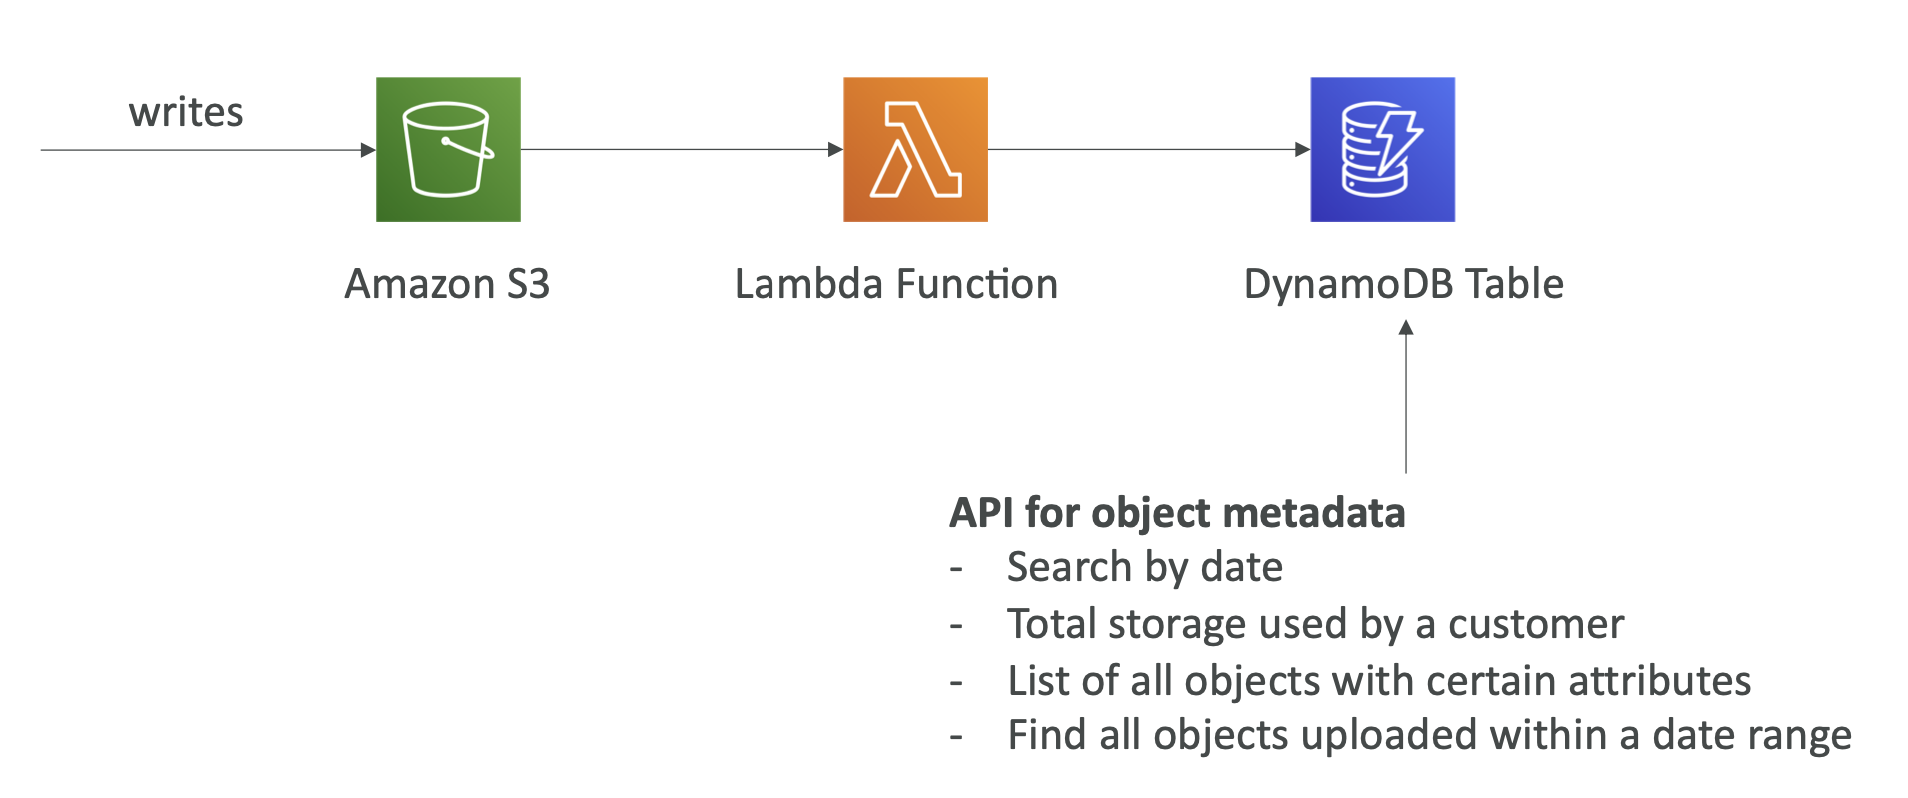 writes
Amazon S3
Lambda Function
DynamoDB Table
API for object metadata
- Search by date
- Total storage used by a customer
- List of all objects with certain attributes
- Find all objects uploaded within a date range